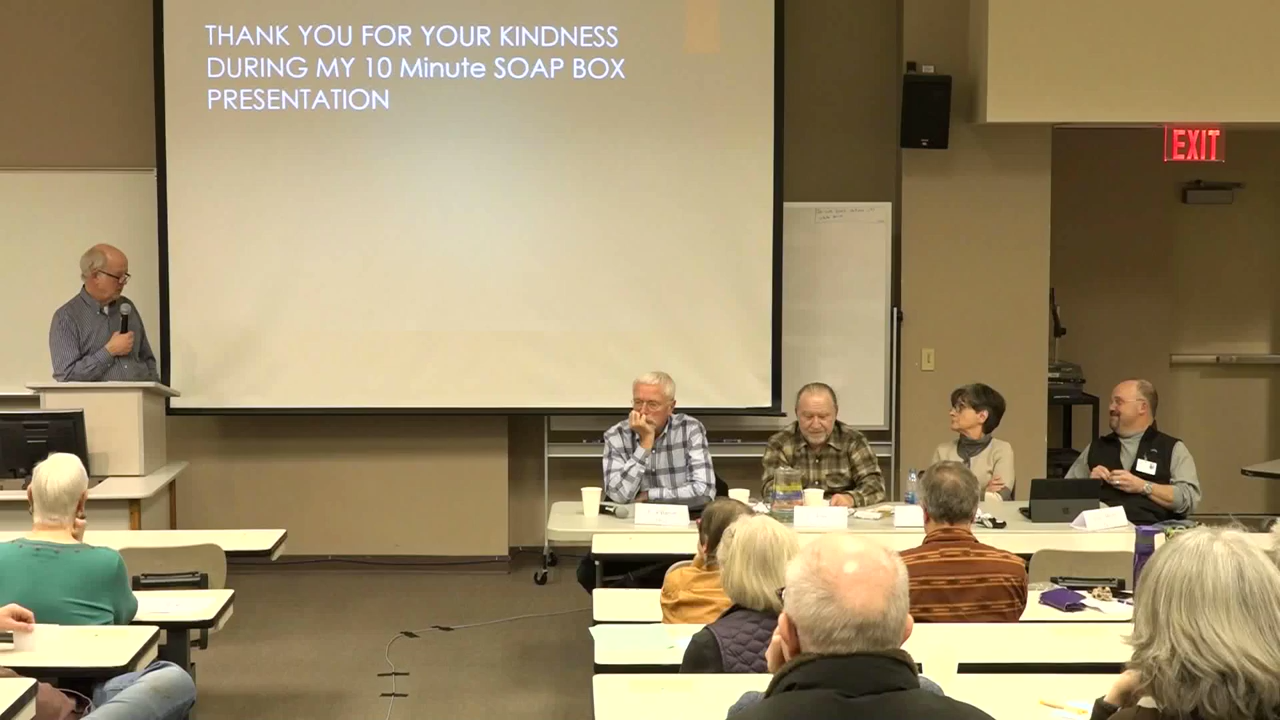 THANK YOU FOR YOUR KINDNESS
DURING MY 10 Minute SOAP BOX
PRESENTATION
EXIT